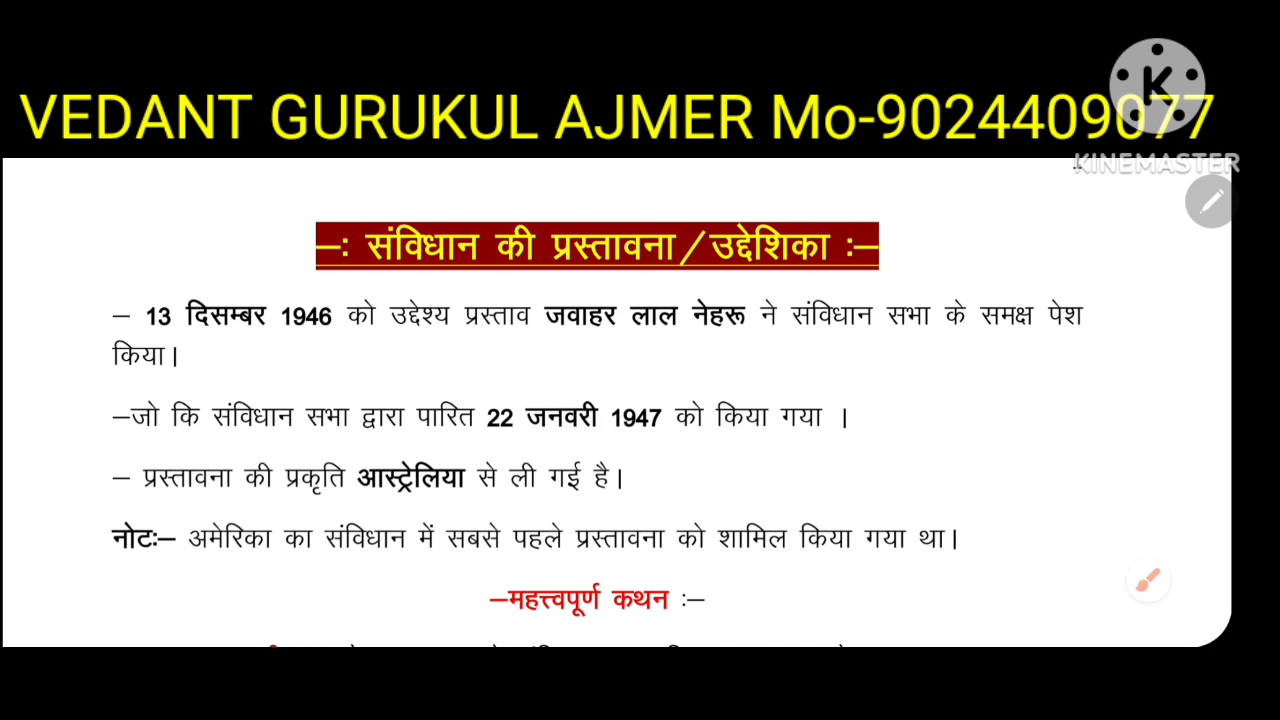 VEDANT GURUKUL AJMER Mo-9024409077
KINEMASTER
–: संविधान की प्रस्तावना/उद्देशिका :–
– 13 दिसम्बर 1946 को उद्देश्य प्रस्ताव जवाहर लाल नेहरू ने संविधान सभा के समक्ष पेश
किया।
–जो कि संविधान सभा द्वारा पारित 22 जनवरी 1947 को किया गया ।
– प्रस्तावना की प्रकृति आस्ट्रेलिया से ली गई है।
नोटः– अमेरिका का संविधान में सबसे पहले प्रस्तावना को शामिल किया गया था।
–महत्त्वपूर्ण कथन :–